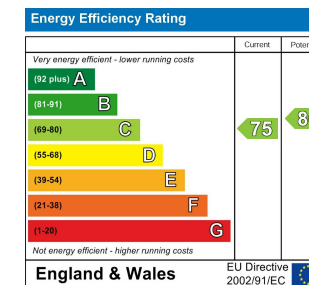 Energy Efficiency Rating
Current
Very energy efficient - lower running costs
(92 plus) A
(81-91) B
(69-80) C
75
(55-68) D
(39-54) E
(21-38) F
(1-20) G
Not energy efficient - higher running costs
England & Wales
EU Directive
2002/91/EC